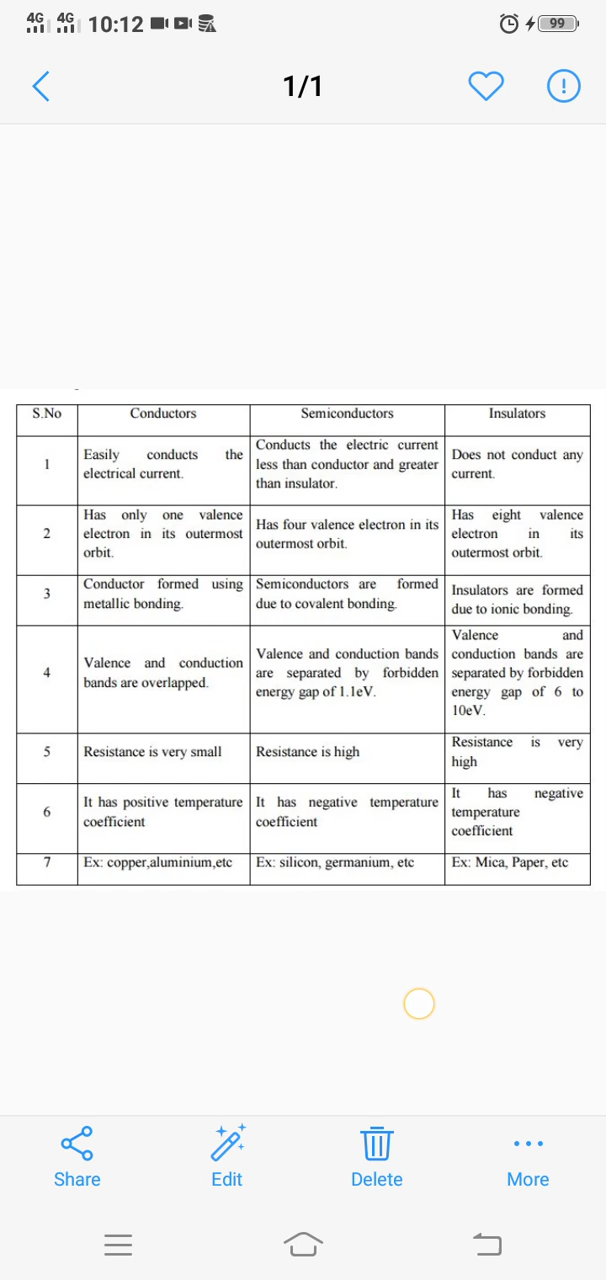 4G 4G 10:12 99
1/1
S.No Conductors Semiconductors Insulators
1
Easily conducts the
electrical current.
Conducts the electric current
less than conductor and greater
than insulator.
Does not conduct any
current.
2
Has only one valence
electron in its outermost
orbit.
Has four valence electron in its
outermost orbit.
Has eight valence
electron in its
outermost orbit.
3
Conductor formed using
metallic bonding.
Semiconductors are formed
due to covalent bonding.
Insulators are formed
due to ionic bonding.
4
Valence and conduction
bands are overlapped.
Valence and conduction bands
are separated by forbidden
energy gap of 1.1eV.
Valence and
conduction bands are
separated by forbidden
energy gap of 6 to
10eV.
5
Resistance is very small
Resistance is high
Resistance is very
high
6
It has positive temperature
coefficient
It has negative temperature
coefficient
It has negative
temperature
coefficient
7
Ex: copper,aluminium,etc
Ex: silicon, germanium, etc
Ex: Mica, Paper, etc
Share Edit Delete More